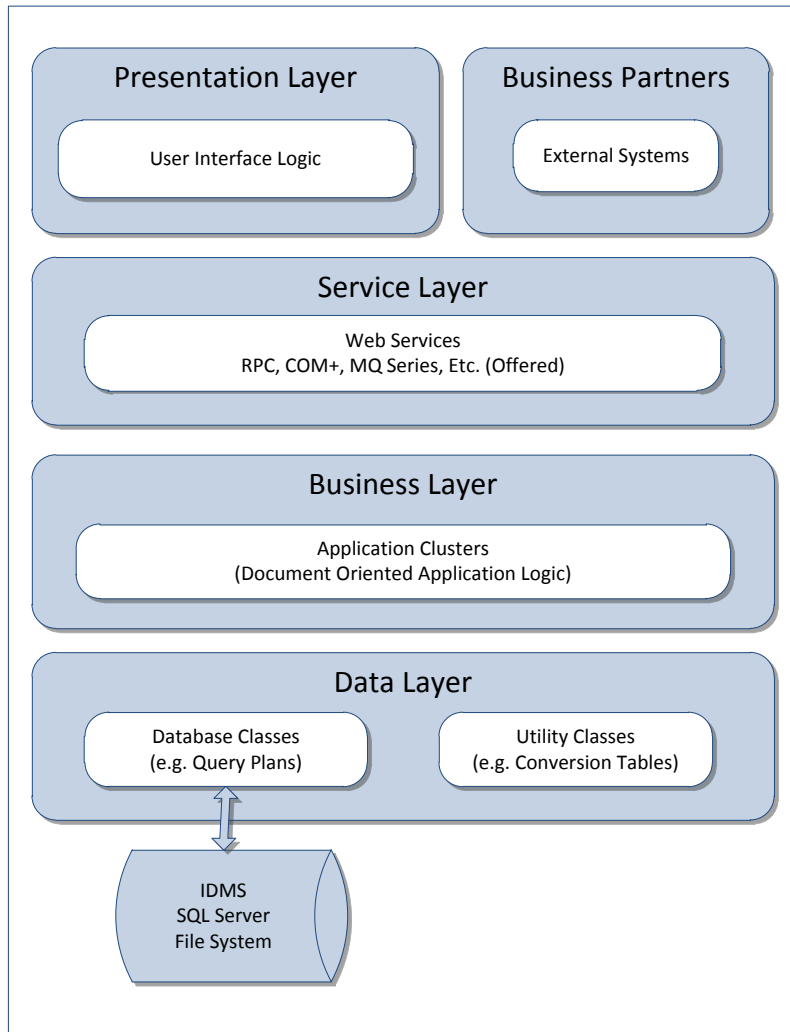 Presentation Layer
User Interface Logic
Business Partners
External Systems
Service Layer
Web Services
RPC, COM+, MQ Series, Etc. (Offered)
Business Layer
Application Clusters
(Document Oriented Application Logic)
Data Layer
Database Classes
(e.g. Query Plans)
Utility Classes
(e.g. Conversion Tables)
IDMS
SQL Server
File System